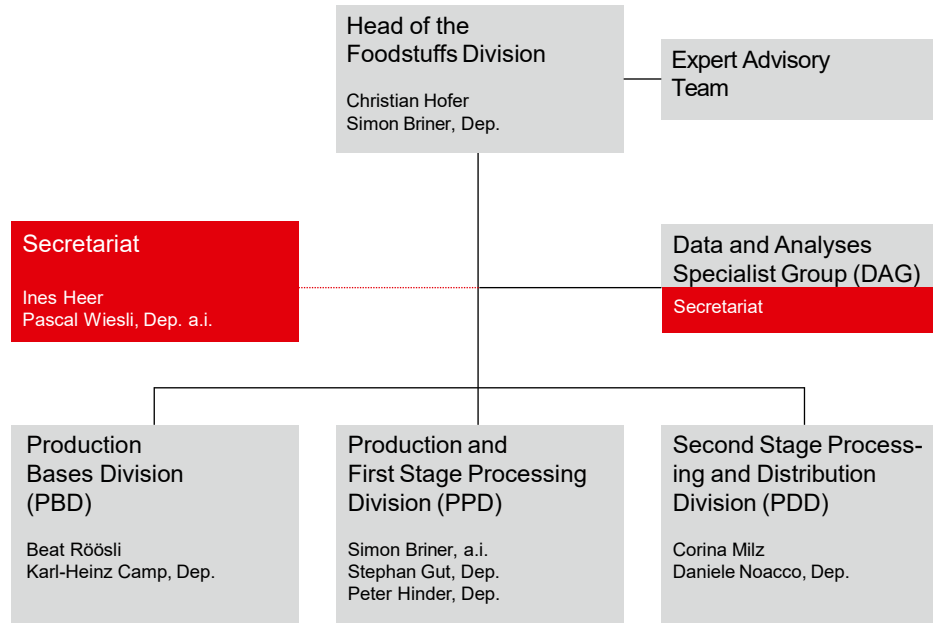 Head of the
Foodstuffs Division
Christian Hofer
Simon Briner, Dep.
Expert Advisory
Team
Secretariat
Ines Heer
Pascal Wiesli, Dep. a.i.
Data and Analyses
Specialist Group (DAG)
Secretariat
Production
Bases Division
(PBD)
Beat Röösli
Karl-Heinz Camp, Dep.
Production and
First Stage Processing
Division (PPD)
Simon Briner, a.i.
Stephan Gut, Dep.
Peter Hinder, Dep.
Second Stage Process-
ing and Distribution
Division (PDD)
Corina Milz
Daniele Noacco, Dep.